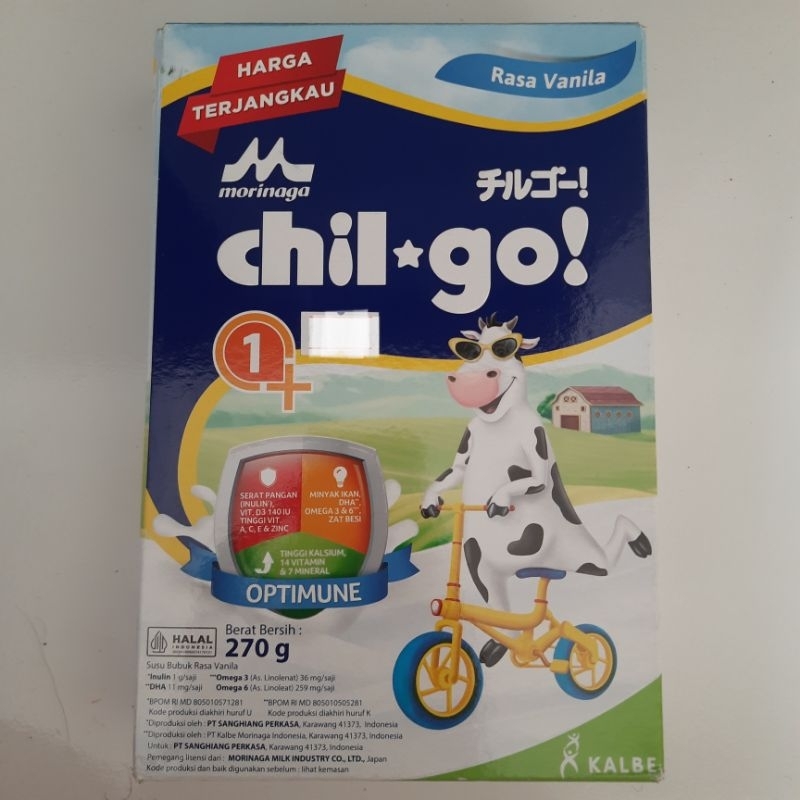 HARGA
TERJANGKAU
Rasa Vanila
morinaga
チルゴー!
chil★go!
1+
SERAT PANGAN
(INULIN*),
VIT. D3 140 IU
TINGGI VIT.
A, C, E & ZINC
MINYAK IKAN,
DHA**,
OMEGA 3 & 6***,
ZAT BESI
TINGGI KALSIUM,
14 VITAMIN
& 7 MINERAL
OPTIMUNE
HALAL
INDONESIA
Berat Bersih :
270 g
Susu Bubuk Rasa Vanila
*Inulin 1 g/saji ***Omega 3 (As. Linolenat) 36 mg/saji
**DHA 11 mg/saji Omega 6 (As. Linoleat) 259 mg/saji
*BPOM RI MD 805010571281 **BPOM RI MD 805010505281
Kode produksi diakhiri huruf U Kode produksi diakhiri huruf K
*Diproduksi oleh : PT SANGHIANG PERKASA, Karawang 41373, Indonesia
**Diproduksi oleh : PT Kalbe Morinaga Indonesia, Karawang 41373, Indonesia
Untuk : PT SANGHIANG PERKASA, Karawang 41373, Indonesia
Pemegang lisensi dari : MORINAGA MILK INDUSTRY CO., LTD., Japan
Kode produksi dan baik digunakan sebelum : lihat kemasan
KALBE